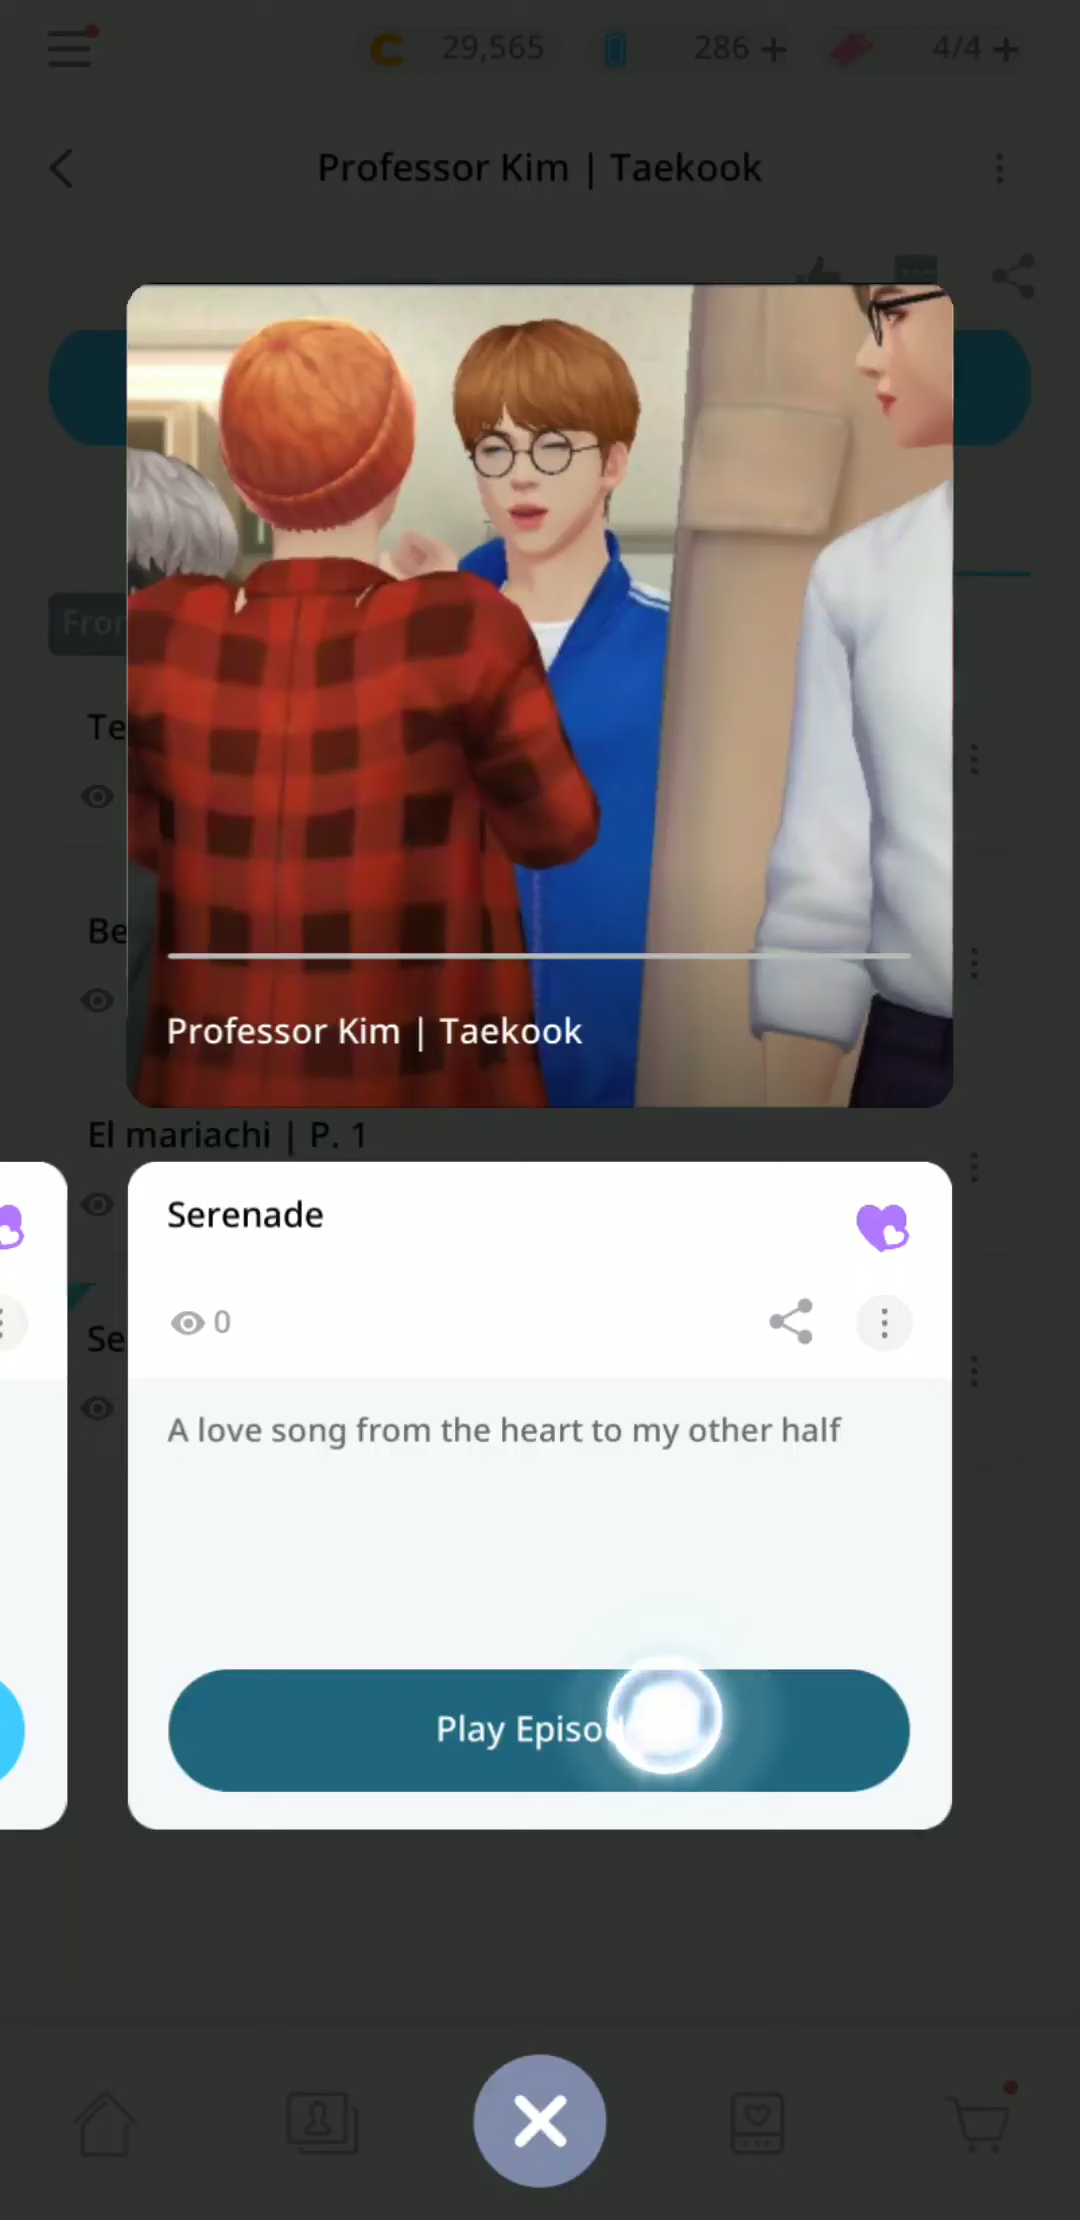 29,565
286 +
4/4 +
Professor Kim | Taekook
Professor Kim | Taekook
El mariachi | P. 1
Serenade
0
A love song from the heart to my other half
Play